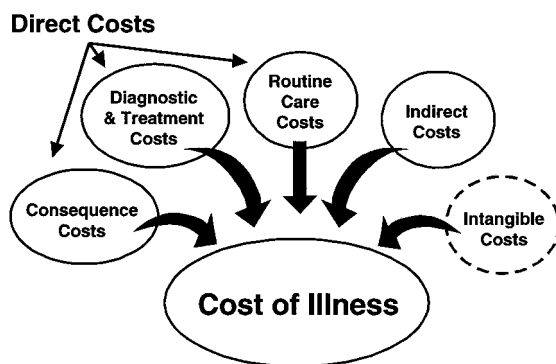 Direct Costs
Diagnostic
& Treatment
Costs
Routine
Care
Costs
Indirect
Costs
Consequence
Costs
Intangible
Costs
Cost of Illness